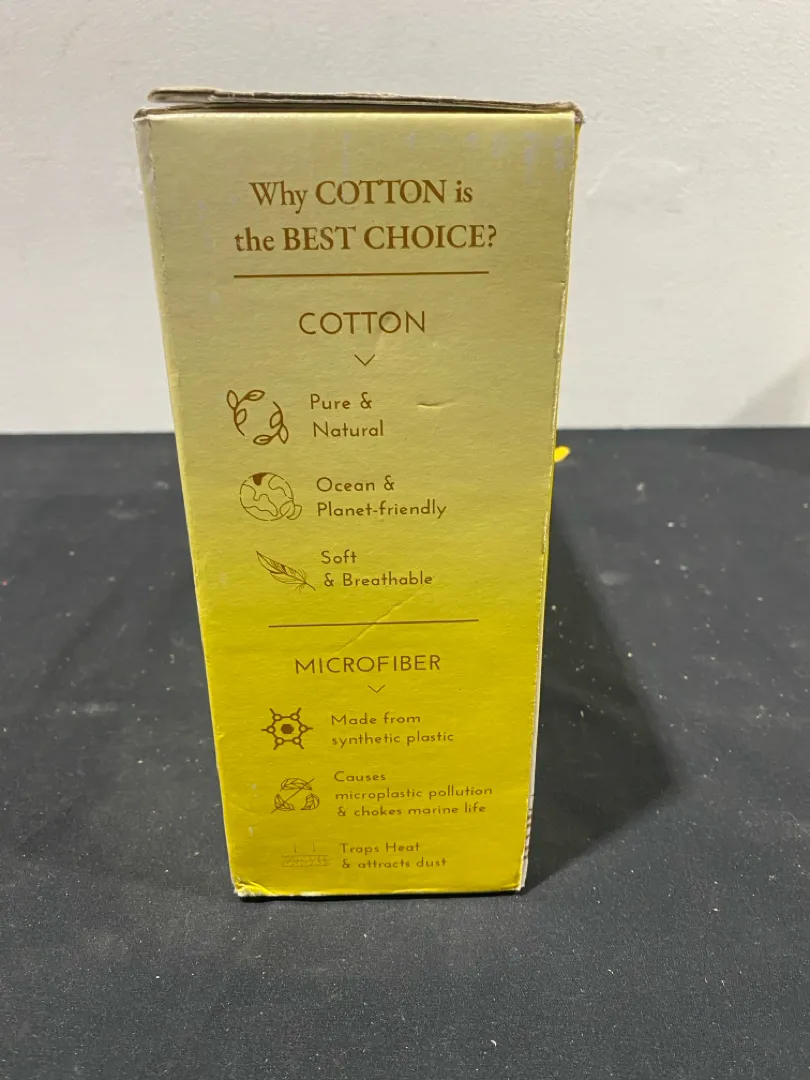 Why COTTON is
the BEST CHOICE?
COTTON
Pure &
Natural
Ocean &
Planet-friendly
Soft
& Breathable
MICROFIBER
Made from
synthetic plastic
Causes
microplastic pollution
& chokes marine life
Traps Heat
& attracts dust